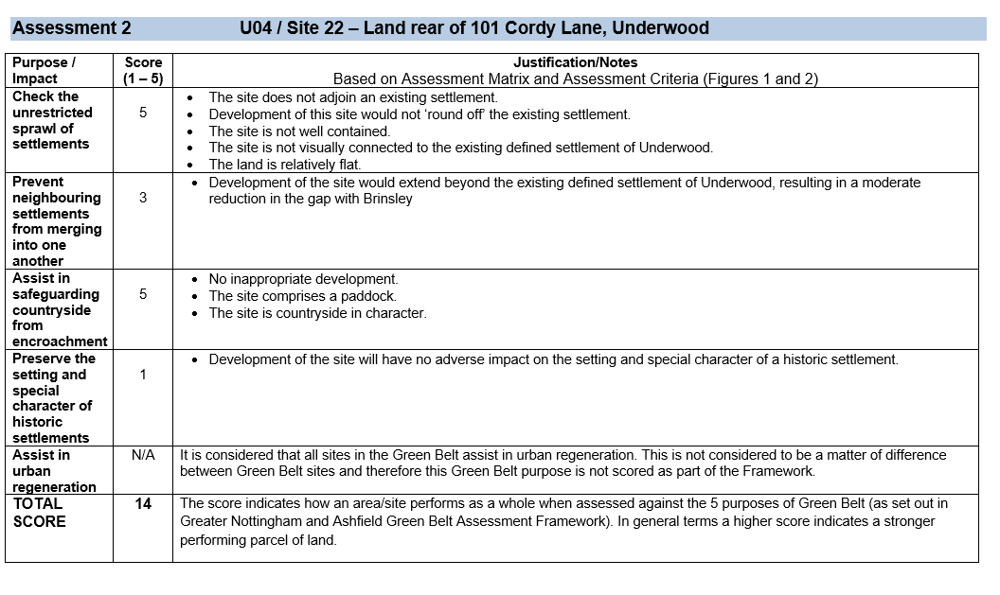 Assessment 2 U04 / Site 22 – Land rear of 101 Cordy Lane, Underwood
Purpose / Impact Score (1 – 5) Justification/Notes
Based on Assessment Matrix and Assessment Criteria (Figures 1 and 2)
Check the
unrestricted
sprawl of
settlements
5
• The site does not adjoin an existing settlement.
• Development of this site would not ‘round off’ the existing settlement.
• The site is not well contained.
• The site is not visually connected to the existing defined settlement of Underwood.
• The land is relatively flat.
Prevent
neighbouring
settlements
from merging
into one
another
3
• Development of the site would extend beyond the existing defined settlement of Underwood, resulting in a moderate
reduction in the gap with Brinsley
Assist in
safeguarding
countryside
from
encroachment
5
• No inappropriate development.
• The site comprises a paddock.
• The site is countryside in character.
Preserve the
setting and
special
character of
historic
settlements
1
• Development of the site will have no adverse impact on the setting and special character of a historic settlement.
Assist in
urban
regeneration
N/A
It is considered that all sites in the Green Belt assist in urban regeneration. This is not considered to be a matter of difference
between Green Belt sites and therefore this Green Belt purpose is not scored as part of the Framework.
TOTAL
SCORE
14
The score indicates how an area/site performs as a whole when assessed against the 5 purposes of Green Belt (as set out in
Greater Nottingham and Ashfield Green Belt Assessment Framework). In general terms a higher score indicates a stronger
performing parcel of land.